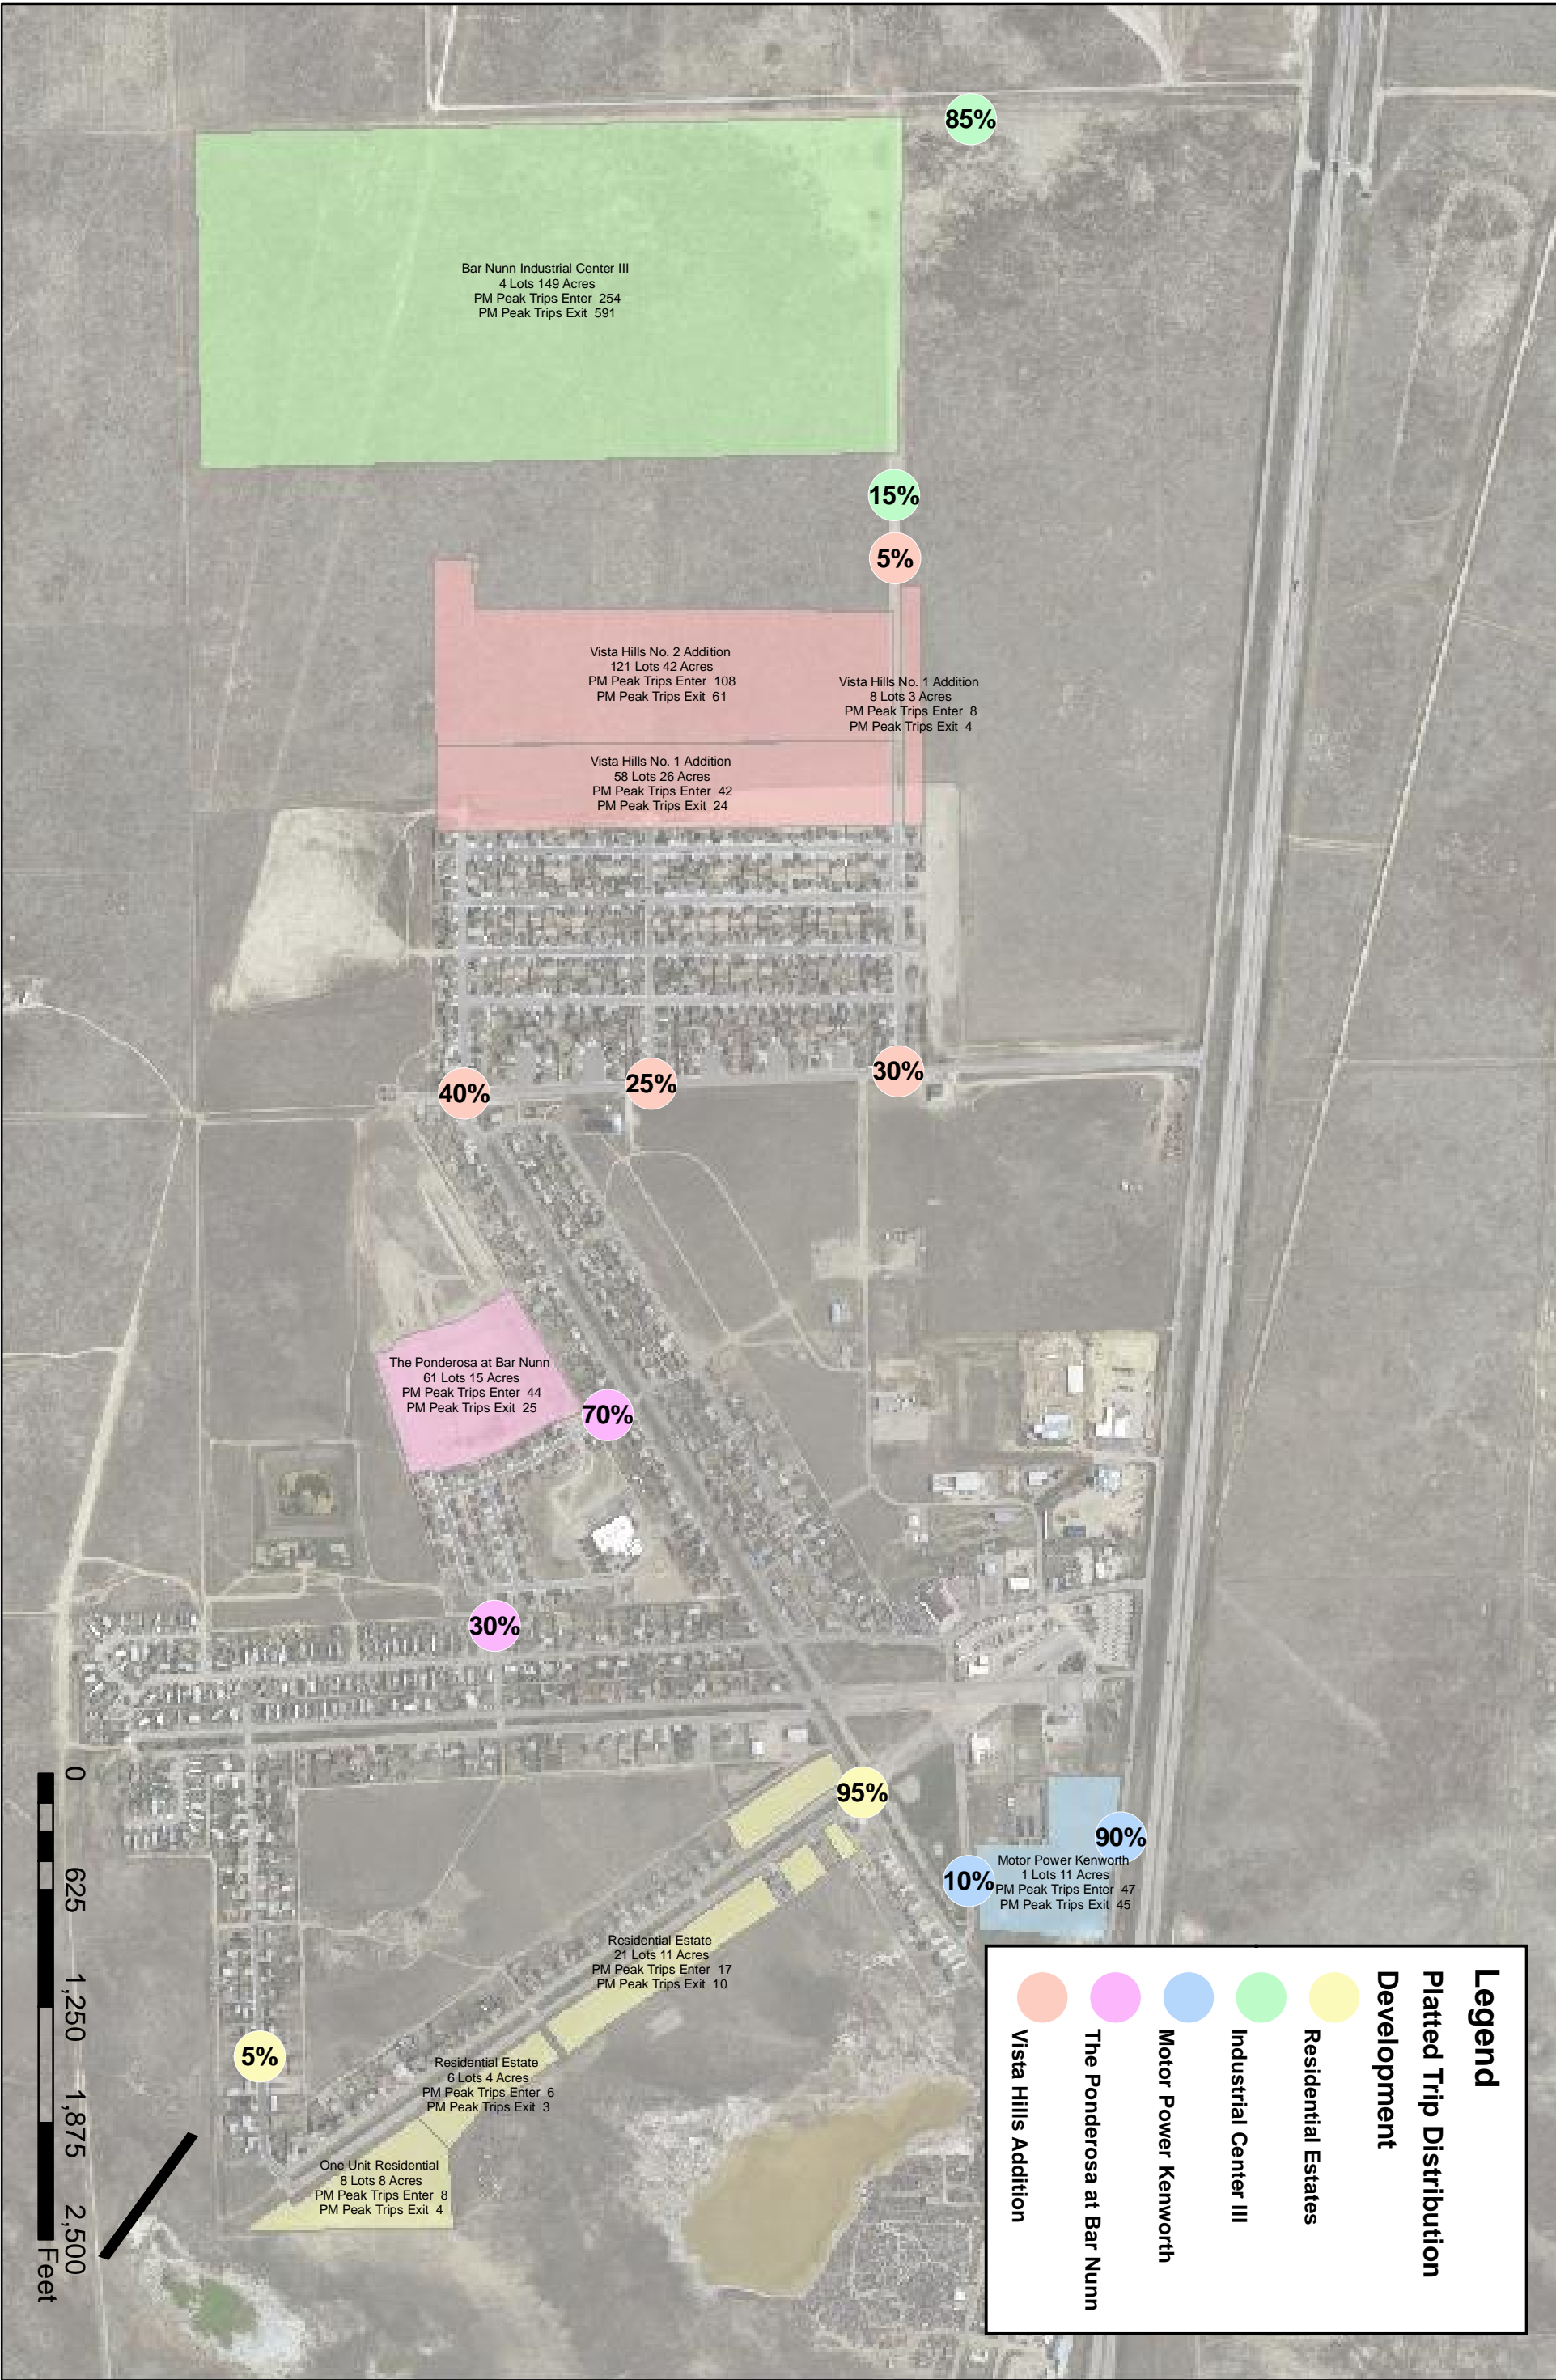 85%
Bar Nunn Industrial Center III
4 Lots 149 Acres
PM Peak Trips Enter 254
PM Peak Trips Exit 591
15%
5%
Vista Hills No. 2 Addition
121 Lots 42 Acres
PM Peak Trips Enter 108
PM Peak Trips Exit 61
Vista Hills No. 1 Addition
8 Lots 3 Acres
PM Peak Trips Enter 8
PM Peak Trips Exit 4
Vista Hills No. 1 Addition
58 Lots 26 Acres
PM Peak Trips Enter 42
PM Peak Trips Exit 24
40%
25%
30%
The Ponderosa at Bar Nunn
61 Lots 15 Acres
PM Peak Trips Enter 44
PM Peak Trips Exit 25
70%
30%
95%
90%
10%
Motor Power Kenworth
1 Lots 11 Acres
PM Peak Trips Enter 47
PM Peak Trips Exit 45
Residential Estate
21 Lots 11 Acres
PM Peak Trips Enter 17
PM Peak Trips Exit 10
5%
Residential Estate
6 Lots 4 Acres
PM Peak Trips Enter 6
PM Peak Trips Exit 3
One Unit Residential
8 Lots 8 Acres
PM Peak Trips Enter 8
PM Peak Trips Exit 4
Legend
Platted Trip Distribution
Development
Residential Estates
Industrial Center III
Motor Power Kenworth
The Ponderosa at Bar Nunn
Vista Hills Addition
0 625 1,250 1,875 2,500
Feet